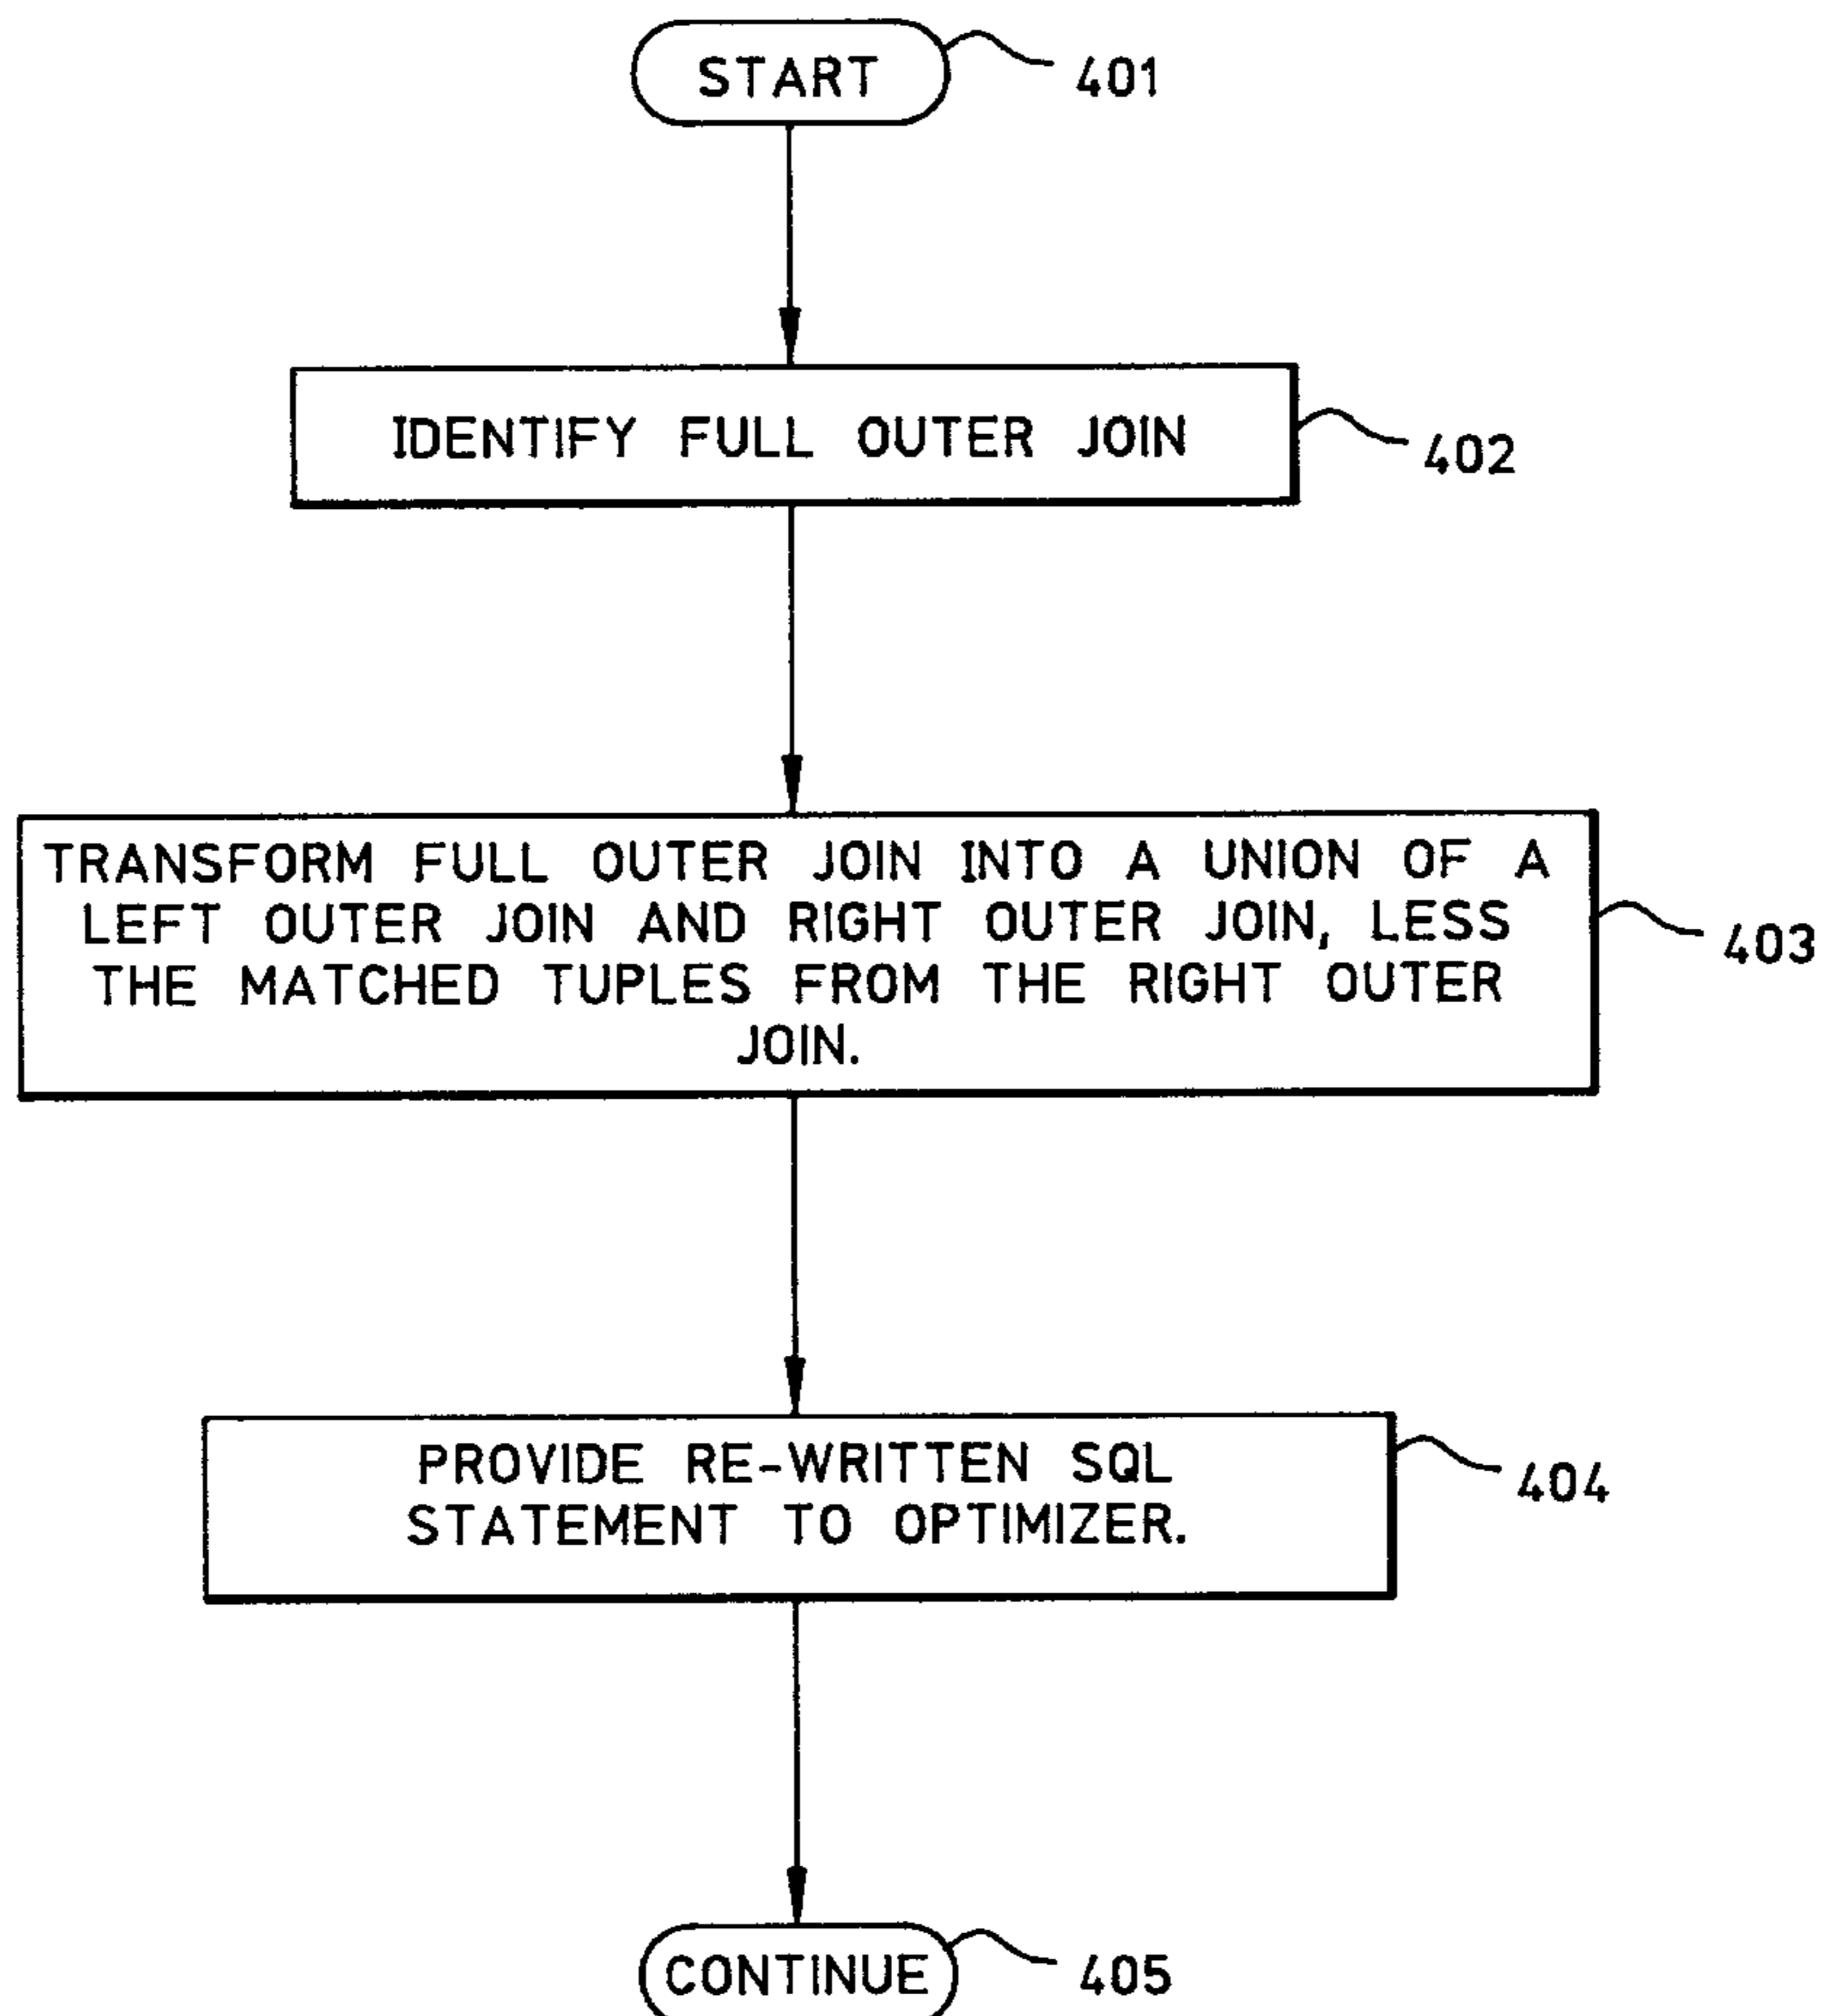 START
401
IDENTIFY FULL OUTER JOIN
402
TRANSFORM FULL OUTER JOIN INTO A UNION OF A
LEFT OUTER JOIN AND RIGHT OUTER JOIN, LESS
THE MATCHED TUPLES FROM THE RIGHT OUTER
JOIN.
403
PROVIDE RE-WRITTEN SQL
STATEMENT TO OPTIMIZER.
404
CONTINUE
405